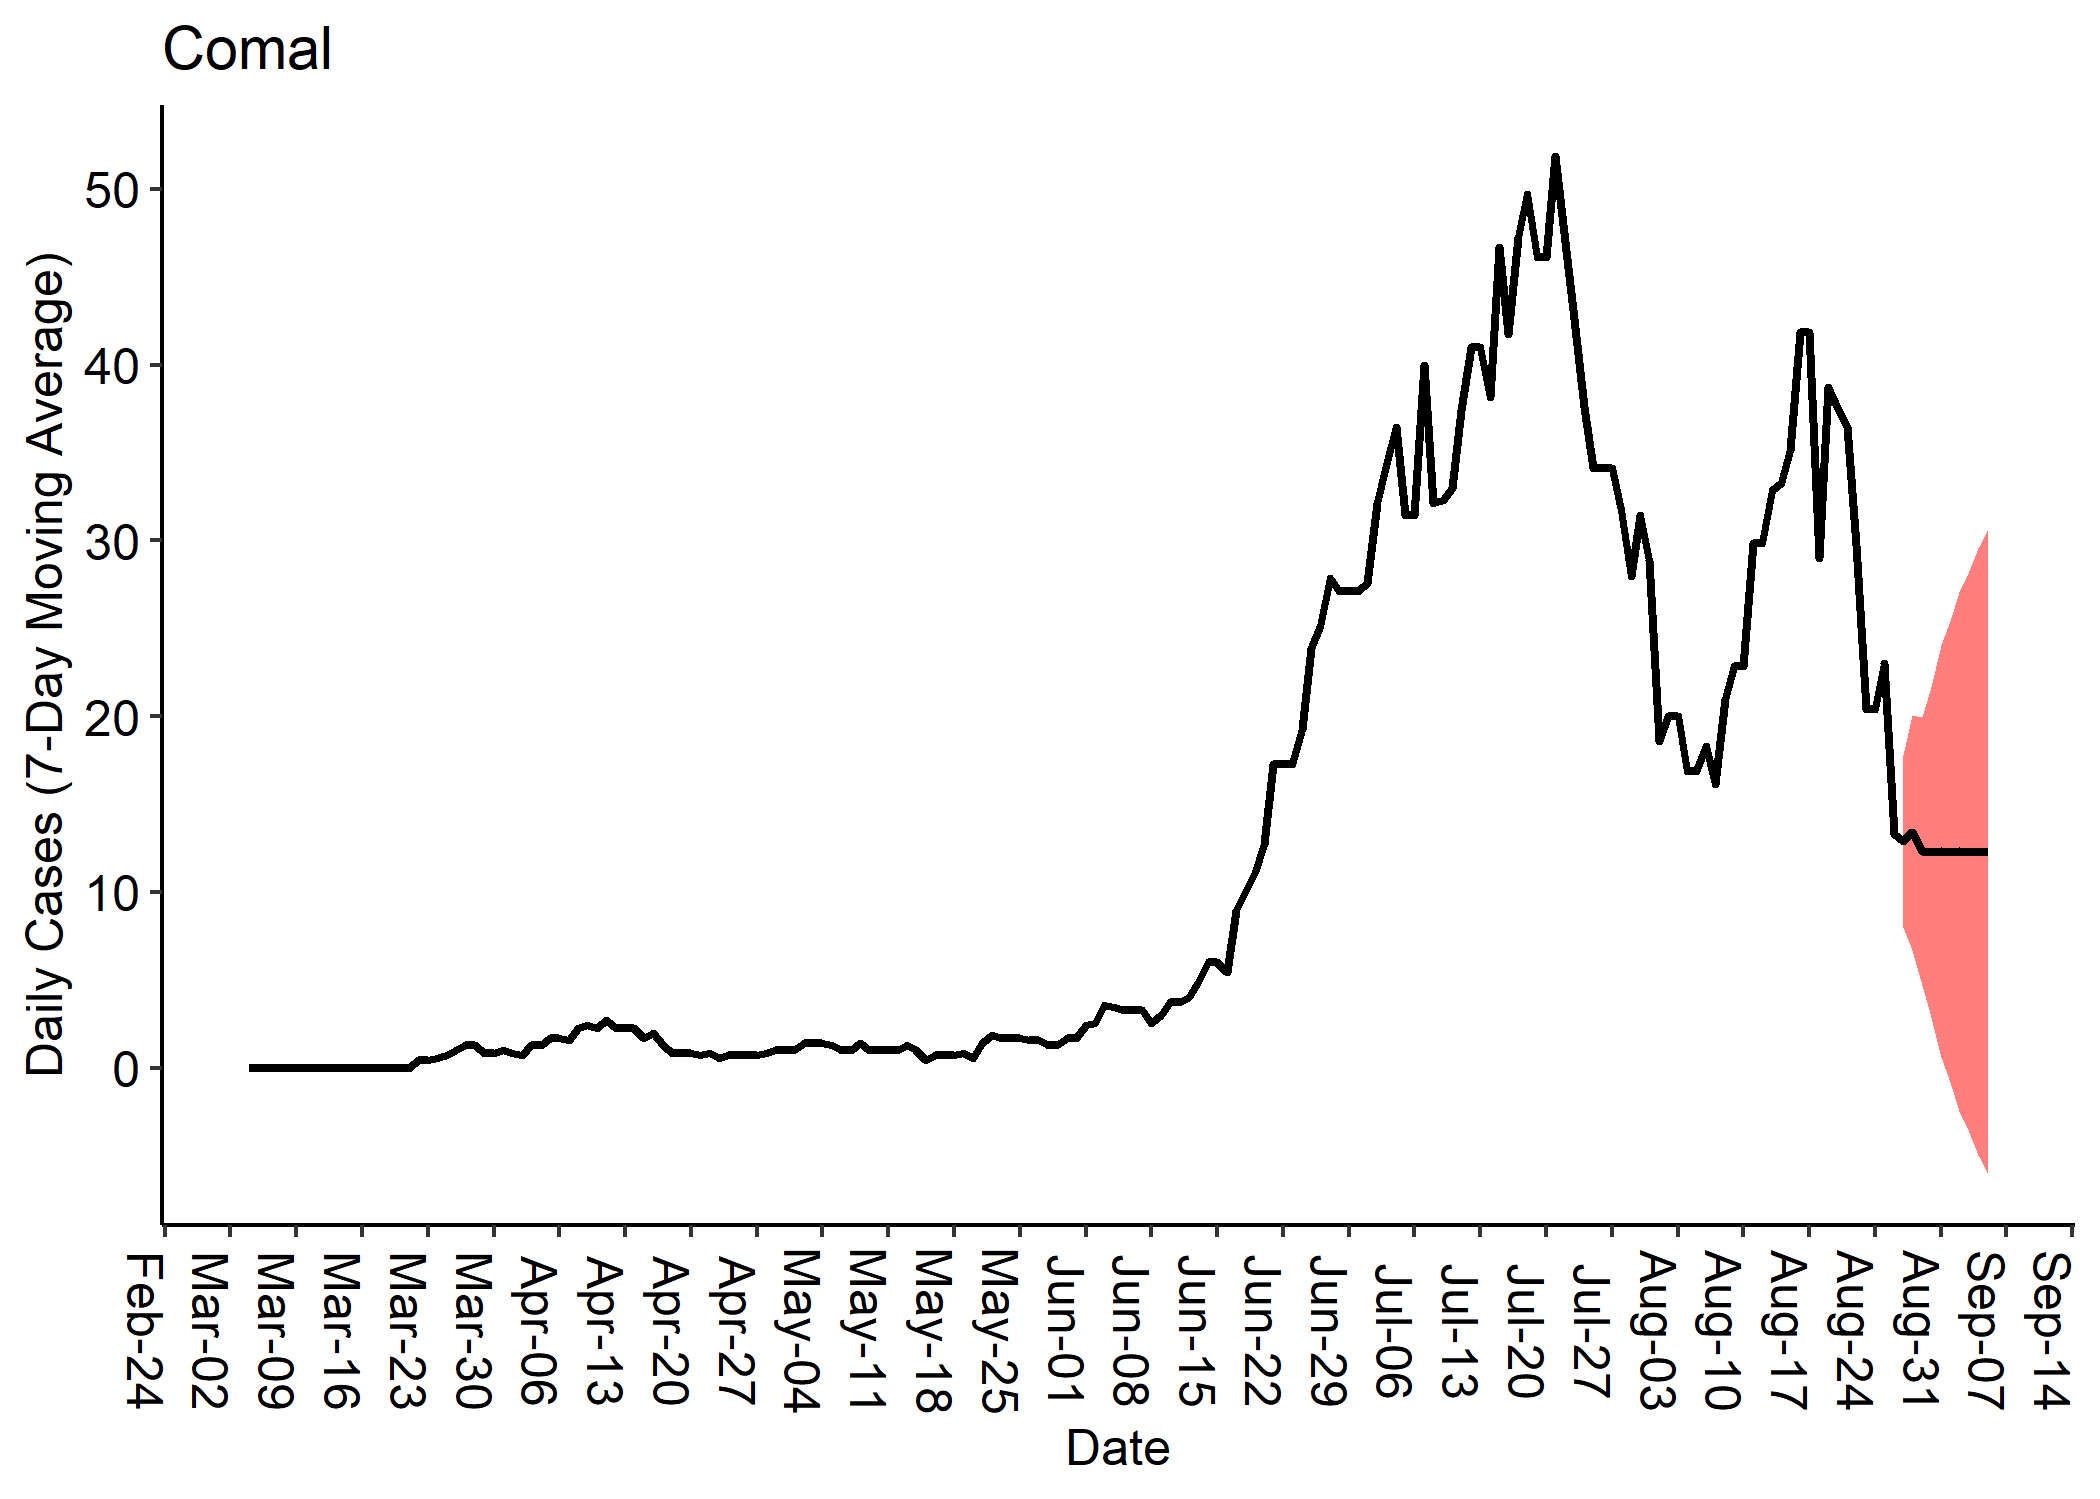 Comal
Daily Cases (7-Day Moving Average)
50
40
30
20
10
0
Feb-24
Mar-02
Mar-09
Mar-16
Mar-23
Mar-30
Apr-06
Apr-13
Apr-20
Apr-27
May-04
May-11
May-18
May-25
Jun-01
Jun-08
Jun-15
Jun-22
Jun-29
Jul-06
Jul-13
Jul-20
Jul-27
Aug-03
Aug-10
Aug-17
Aug-24
Aug-31
Sep-07
Sep-14
Date